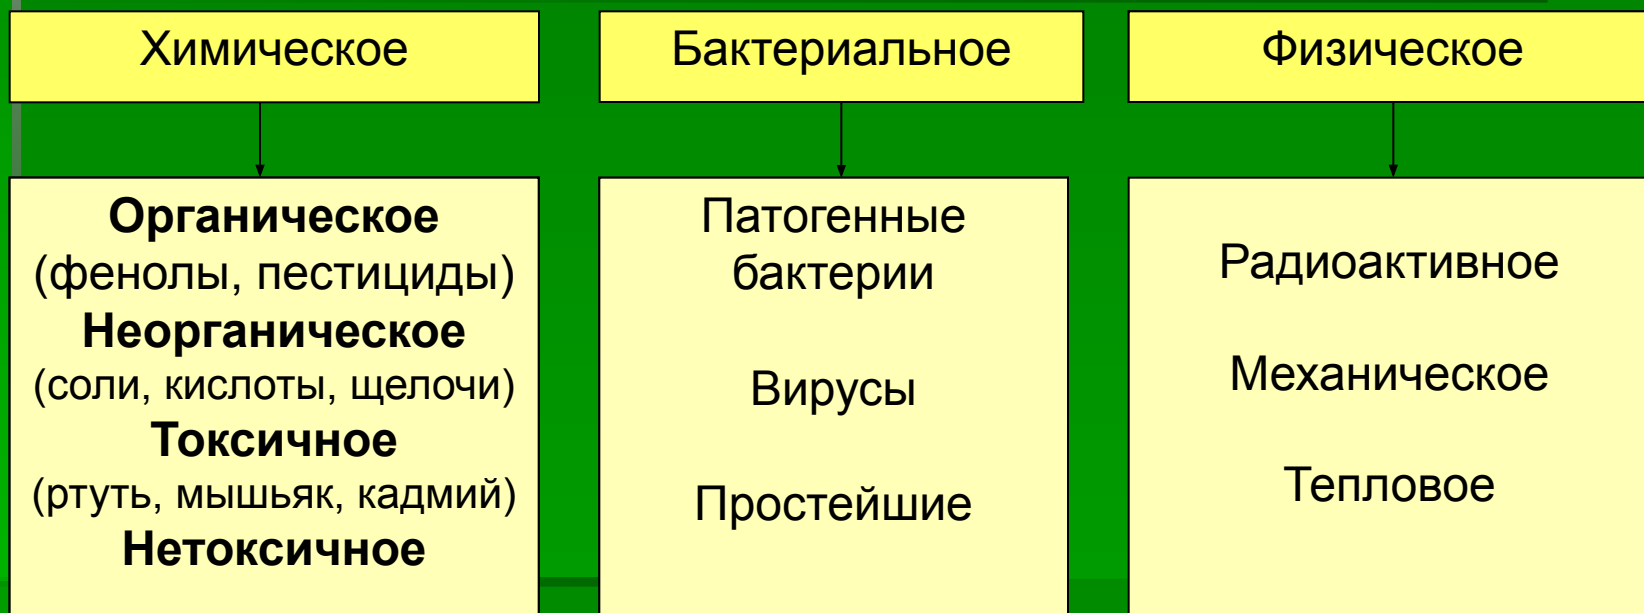 Химическое
Бактериальное
Физическое
Органическое
(фенолы, пестициды)
Неорганическое
(соли, кислоты, щелочи)
Токсичное
(ртуть, мышьяк, кадмий)
Нетоксичное
Патогенные
бактерии
Вирусы
Простейшие
Радиоактивное
Механическое
Тепловое